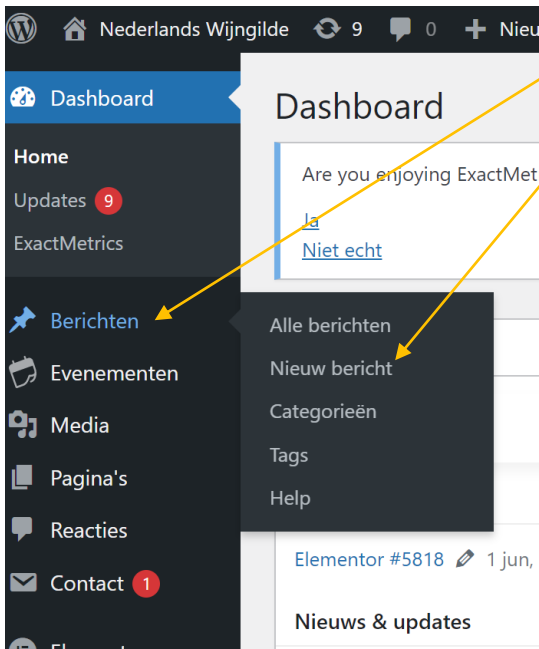 Nederlands Wijngilde 9 0 Nieu
Dashboard
Home
Updates 9
ExactMetrics
Berichten
Evenementen
Media
Pagina's
Reacties
Contact 1
Dashboard
Are you enjoying ExactMet
Ja
Niet echt
Alle berichten
Nieuw bericht
Categorieën
Tags
Help
Elementor #5818 1 jun,
Nieuws & updates